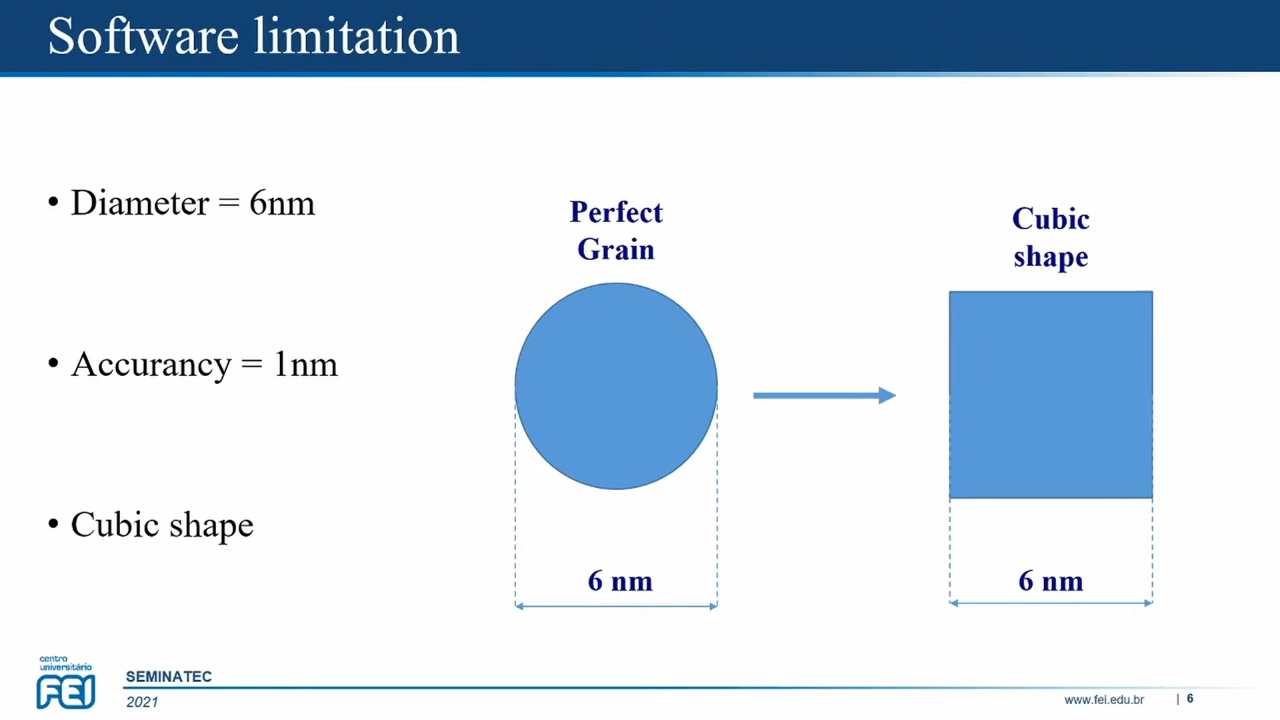 Software limitation
• Diameter = 6nm
• Accurancy = 1nm
• Cubic shape
Perfect
Grain
6 nm
Cubic
shape
6 nm
centro
universitário
FEI
SEMINATEC
2021
www.fei.edu.br | 6